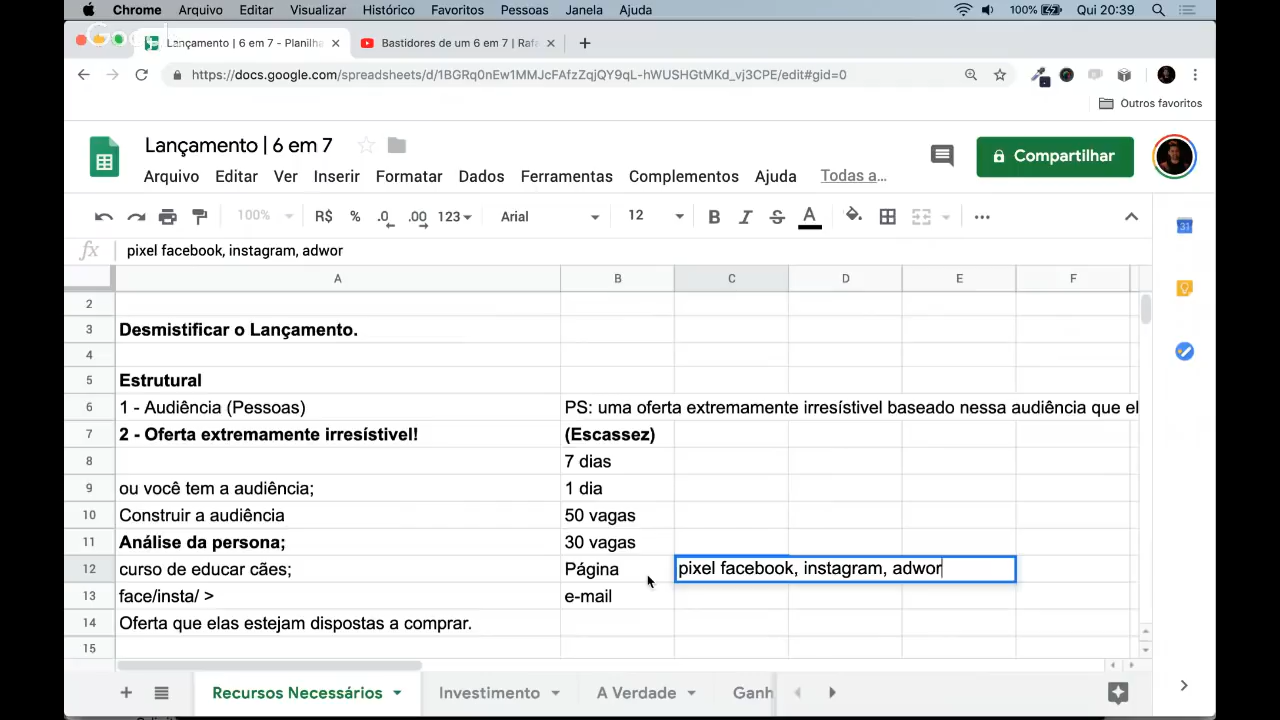 Chrome Arquivo Editar Visualizar Histórico Favoritos Pessoas Janela Ajuda 100% Qui 20:39
Lançamento | 6 em 7 - Planilha Bastidores de um 6 em 7 | Rafa
https://docs.google.com/spreadsheets/d/1BGRq0nEw1MMJcFAfzZqjQY9qL-hWUSHGtMKd_vj3CPE/edit#gid=0
Outros favoritos
Lançamento | 6 em 7
Compartilhar
Arquivo Editar Ver Inserir Formatar Dados Ferramentas Complementos Ajuda Todas a...
100% R$ % .0 .00 123 Arial 12 B I S A
fx pixel facebook, instagram, adwor
A B C D E F
2
3 Desmistificar o Lançamento.
4
5 Estrutural
6 1 - Audiência (Pessoas) PS: uma oferta extremamente irresístivel baseado nessa audiência que el
7 2 - Oferta extremamente irresístivel! (Escassez)
8 7 dias
9 ou você tem a audiência; 1 dia
10 Construir a audiência 50 vagas
11 Análise da persona; 30 vagas
12 curso de educar cães; Página pixel facebook, instagram, adwor
13 face/insta/ > e-mail
14 Oferta que elas estejam dispostas a comprar.
15
Recursos Necessários Investimento A Verdade Ganh
31